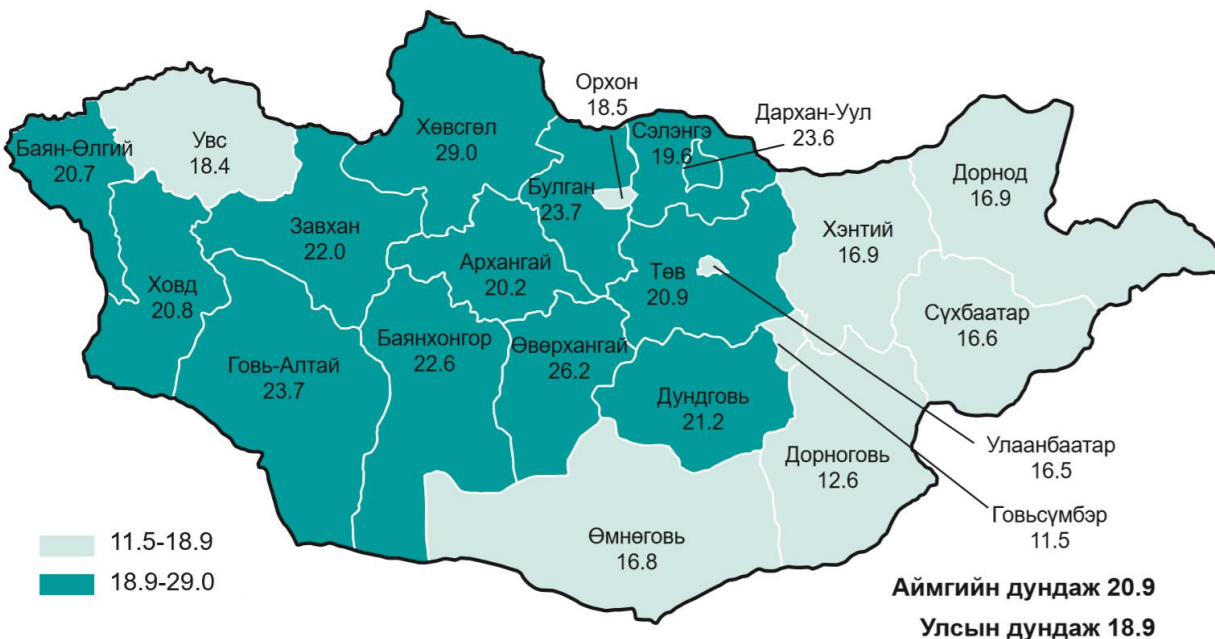 Орхон
18.5
Дархан-Уул
23.6
Хөвсгөл
29.0
Сэлэнгэ
19.6
Увс
18.4
Баян-Өлгий
20.7
Дорнод
16.9
Булган
23.7
Завхан
22.0
Хэнтий
16.9
Архангай
20.2
Төв
20.9
Ховд
20.8
Сүхбаатар
16.6
Баянхонгор
22.6
Өвөрхангай
26.2
Говь-Алтай
23.7
Дундговь
21.2
Улаанбаатар
16.5
Дорноговь
12.6
Говьсүмбэр
11.5
Өмнөговь
16.8
11.5-18.9
18.9-29.0
Аймгийн дундаж 20.9
Улсын дундаж 18.9